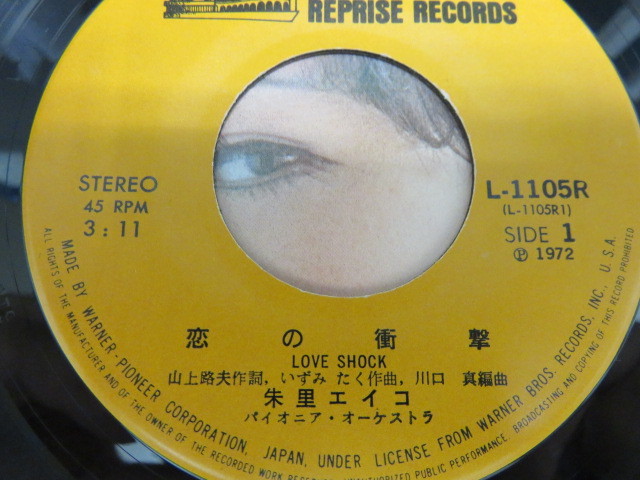 REPRISE RECORDS
STEREO
45 RPM
3:11
L-1105R
(L-1105R1)
SIDE 1
Ⓟ 1972
恋の衝撃
LOVE SHOCK
山上路夫作詞,いずみ たく作曲,川口 真編曲
朱里エイコ
パイオニア・オーケストラ
MADE BY WARNER-PIONEER CORPORATION, JAPAN, UNDER LICENSE FROM WARNER BROS. RECORDS, INC., U.S.A.
ALL RIGHTS OF THE MANUFACTURER AND OF THE OWNER OF THE RECORDED WORK RESERVED. UNAUTHORIZED PUBLIC PERFORMANCE, BROADCASTING AND COPYING OF THIS RECORD PROHIBITED